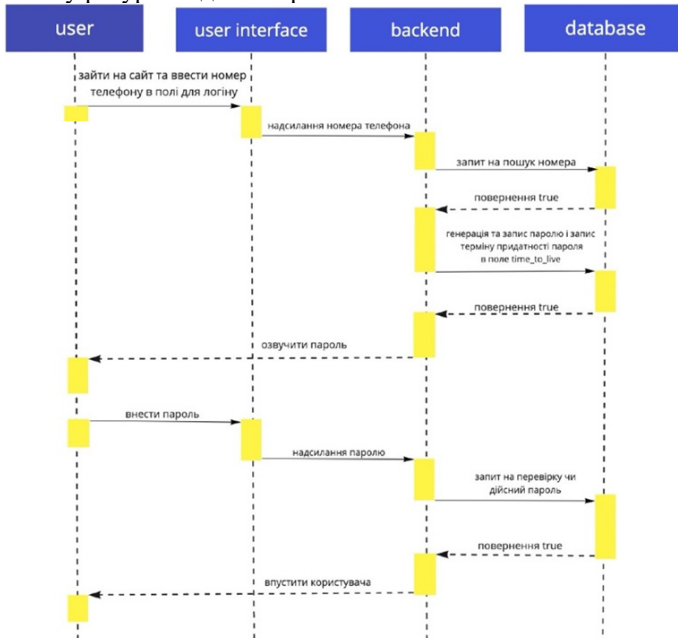 user
user interface
backend
database
зайти на сайт та ввести номер
телефону в полі для логіну
надсилання номера телефона
запит на пошук номера
повернення true
генерація та запис паролю і запис
терміну придатності пароля
в поле time_to_live
повернення true
озвучити пароль
внести пароль
надсилання паролю
запит на перевірку чи
дійсний пароль
повернення true
впустити користувача